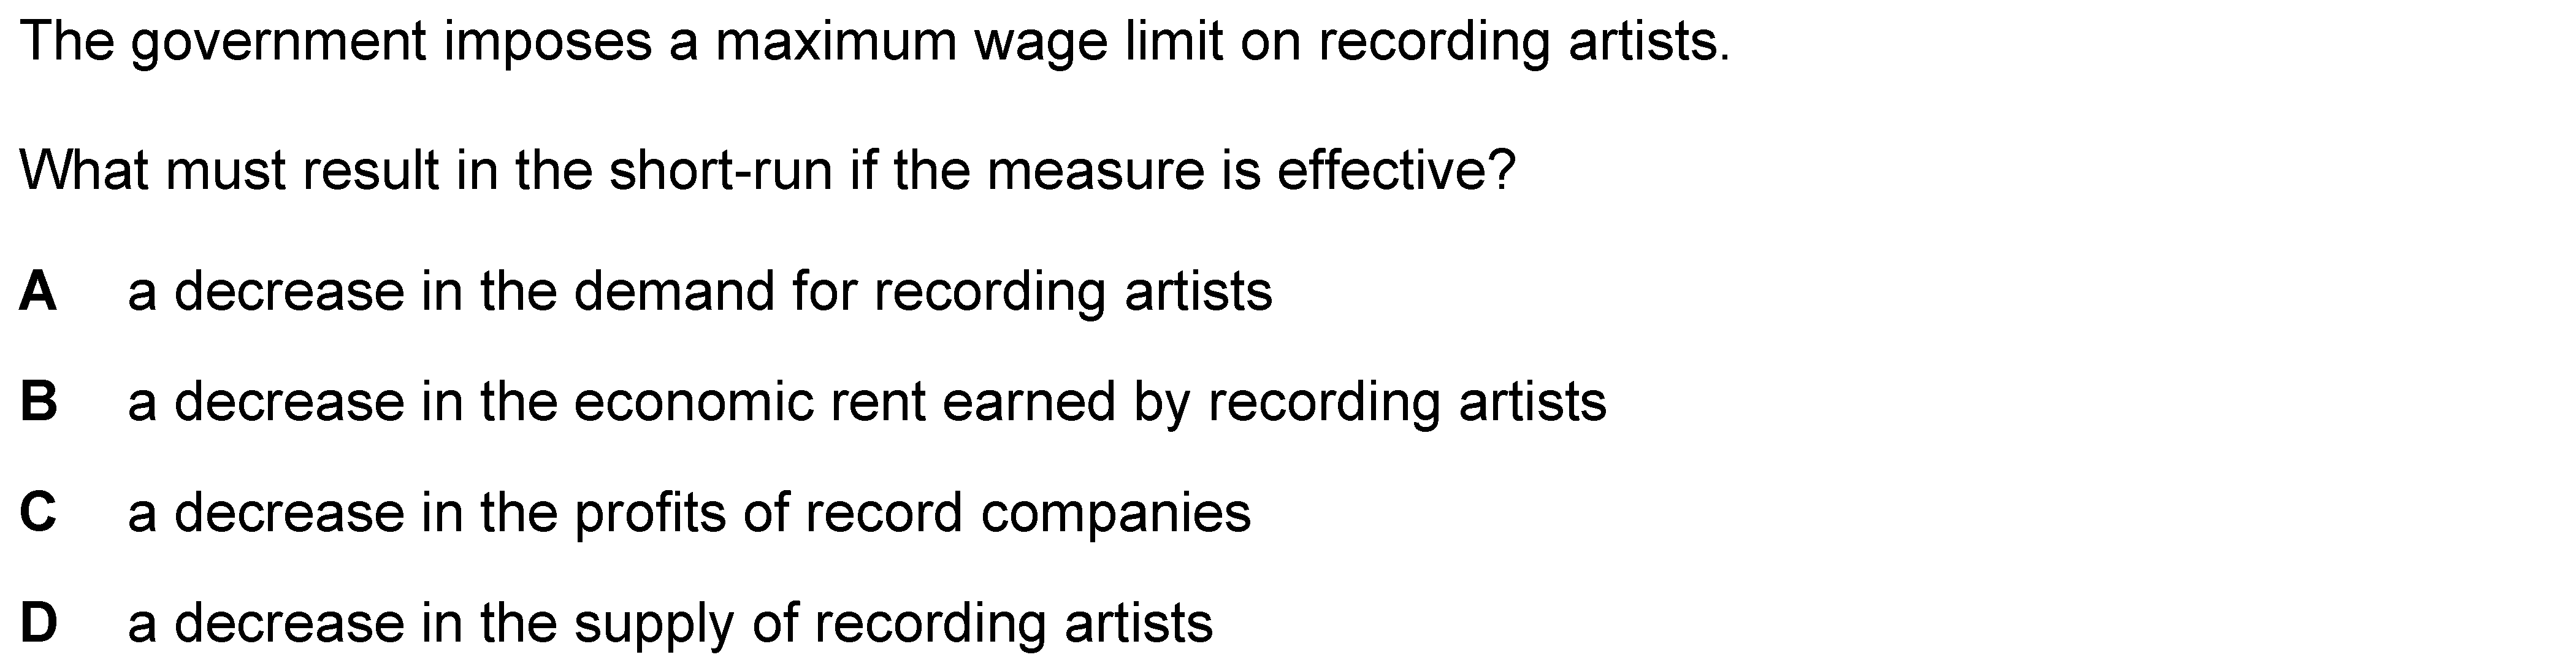 The government imposes a maximum wage limit on recording artists.
What must result in the short-run if the measure is effective?
A a decrease in the demand for recording artists
B a decrease in the economic rent earned by recording artists
C a decrease in the profits of record companies
D a decrease in the supply of recording artists